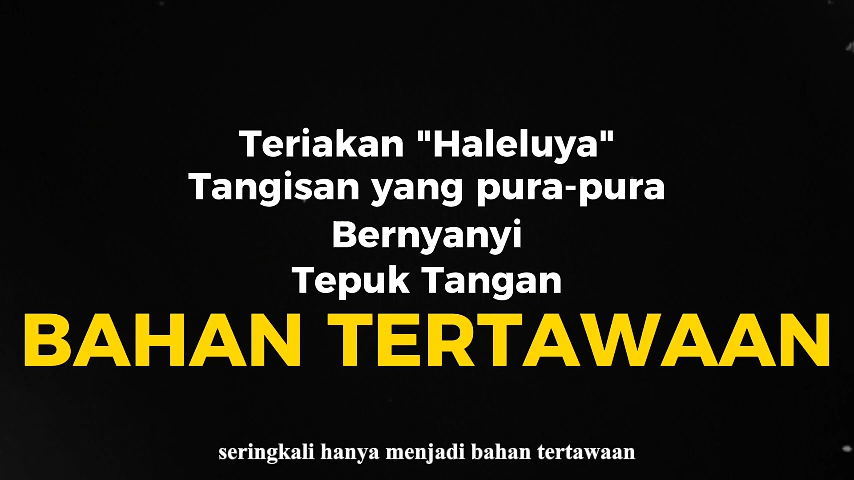 Teriakan "Haleluya"
Tangisan yang pura-pura
Bernyanyi
Tepuk Tangan
BAHAN TERTAWAAN
seringkali hanya menjadi bahan tertawaan